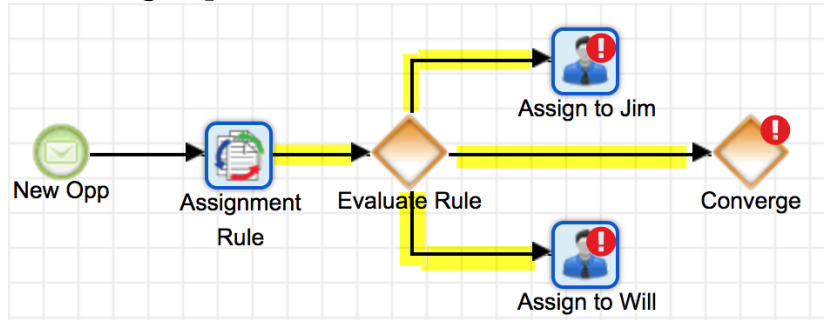 Assign to Jim
New Opp
Assignment
Rule
Evaluate Rule
Converge
Assign to Will